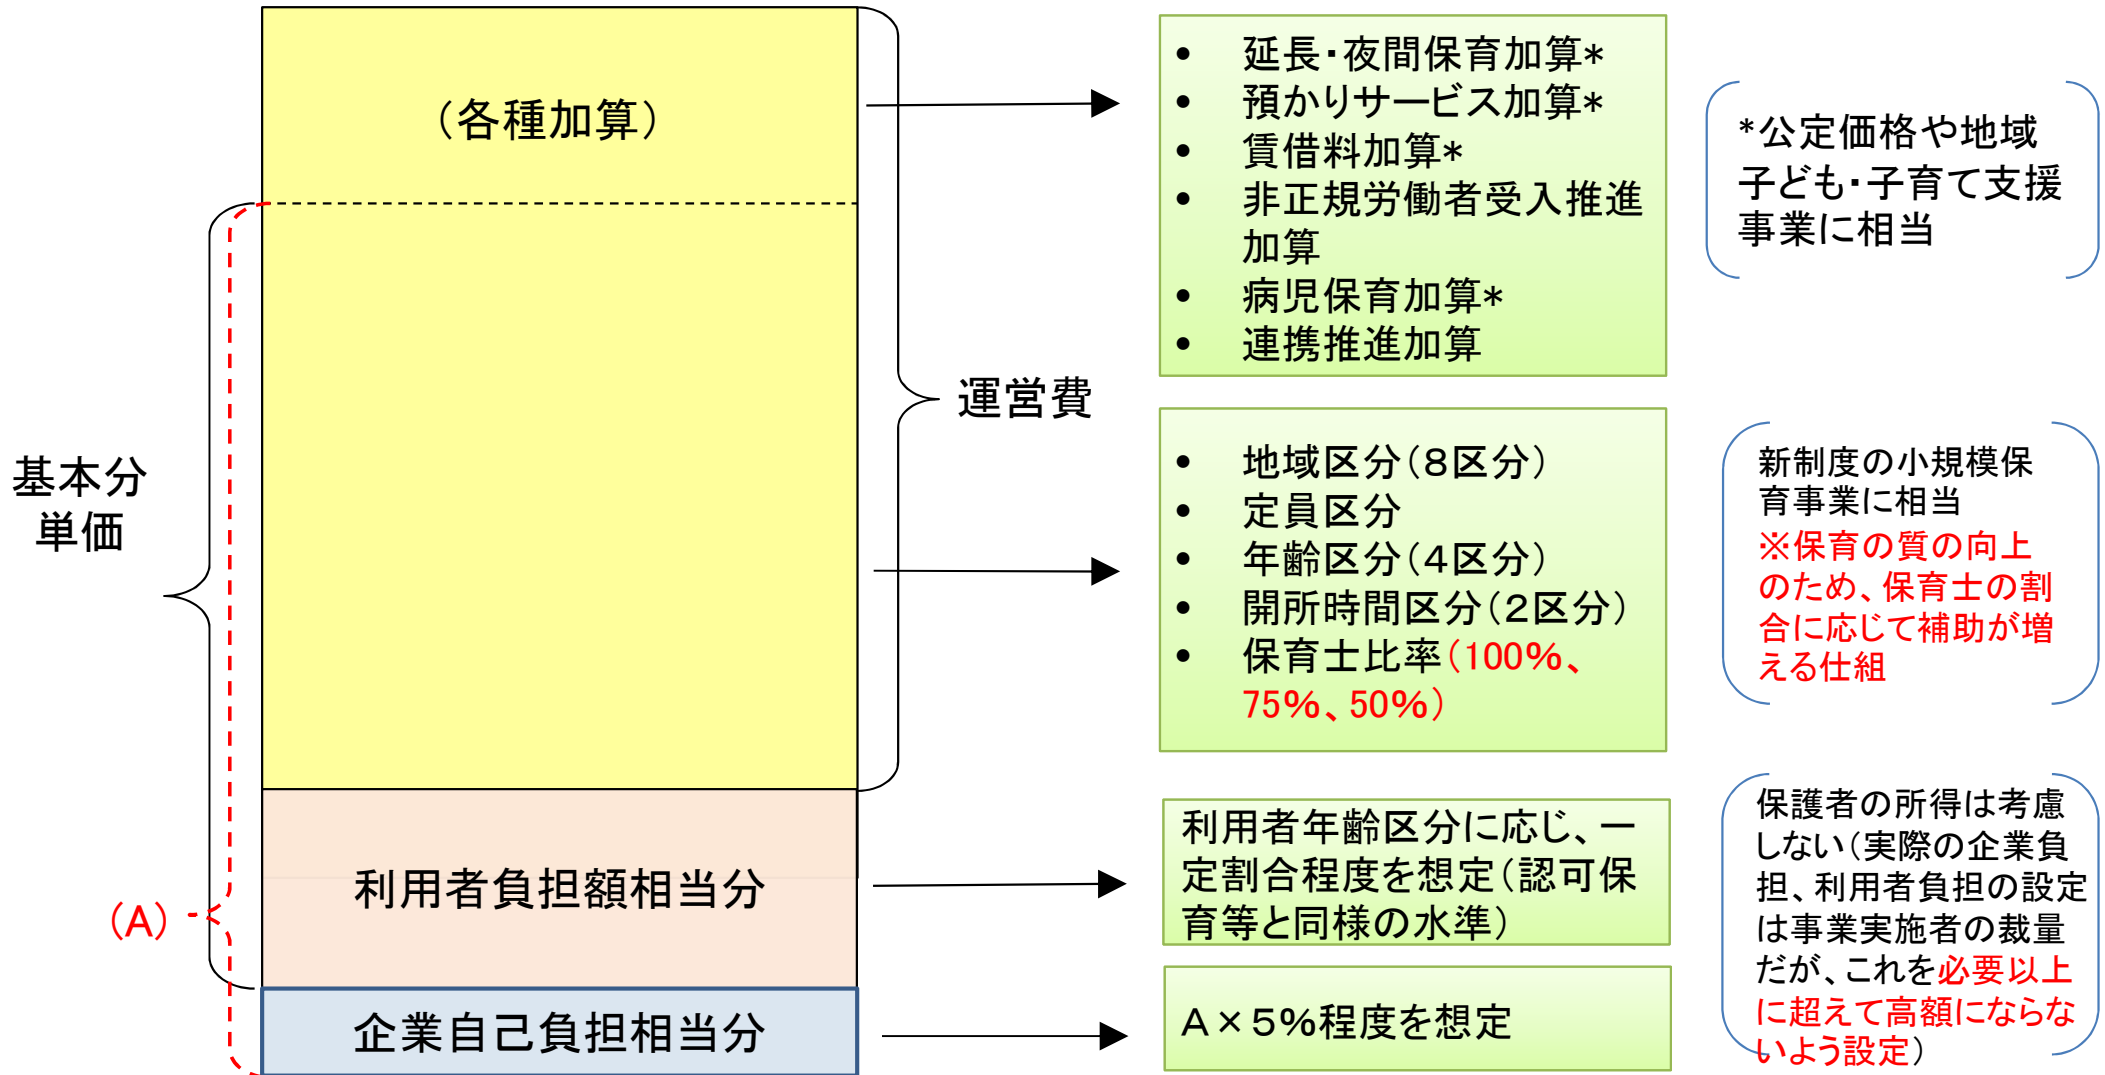 （各種加算）
運営費
基本分
単価
（A）
利用者負担額相当分
企業自己負担相当分
• 延長・夜間保育加算*
• 預かりサービス加算*
• 賃借料加算*
• 非正規労働者受入推進
加算
• 病児保育加算*
• 連携推進加算
*公定価格や地域
子ども・子育て支援
事業に相当
• 地域区分（８区分）
• 定員区分
• 年齢区分（４区分）
• 開所時間区分（２区分）
• 保育士比率（100％、
75％、50％）
新制度の小規模保
育事業に相当
※保育の質の向上
のため、保育士の割
合に応じて補助が増
える仕組
利用者年齢区分に応じ、一
定割合程度を想定（認可保
育等と同様の水準）
A×５％程度を想定
保護者の所得は考慮
しない（実際の企業負
担、利用者負担の設定
は事業実施者の裁量
だが、これを必要以上
に超えて高額にならな
いよう設定）